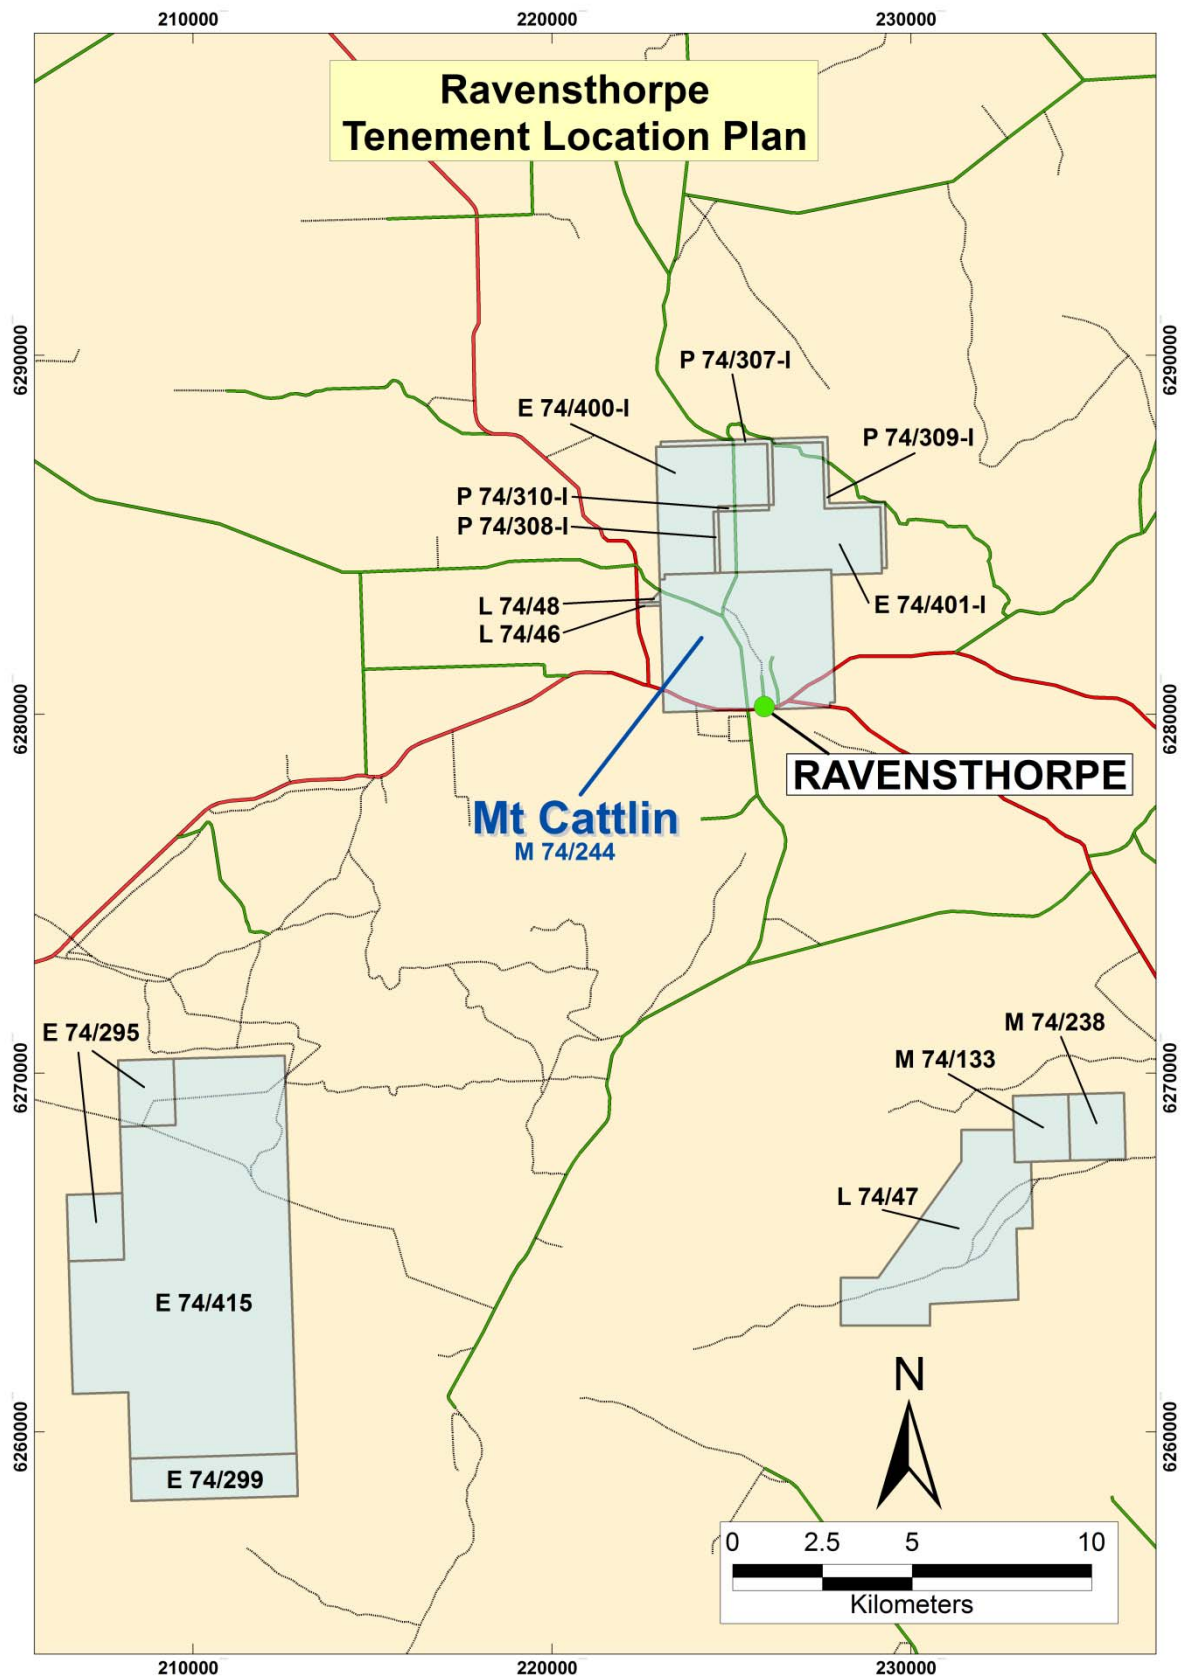 210000
220000
230000
Ravensthorpe
Tenement Location Plan
6290000
6290000
P 74/307-I
E 74/400-I
P 74/309-I
P 74/310-I
P 74/308-I
L 74/48
E 74/401-I
L 74/46
6280000
6280000
RAVENSTHORPE
Mt Cattlin
M 74/244
E 74/295
M 74/238
M 74/133
6270000
6270000
L 74/47
E 74/415
N
6260000
6260000
E 74/299
0 2.5 5 10
Kilometers
210000
220000
230000